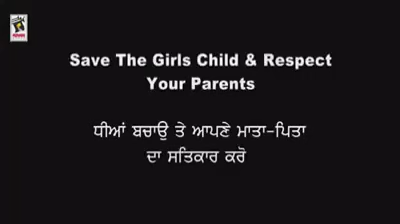 Save The Girls Child & Respect
Your Parents
ਧੀਆਂ ਬਚਾਉ ਤੇ ਆਪਣੇ ਮਾਤਾ-ਪਿਤਾ
ਦਾ ਸਤਿਕਾਰ ਕਰੋ